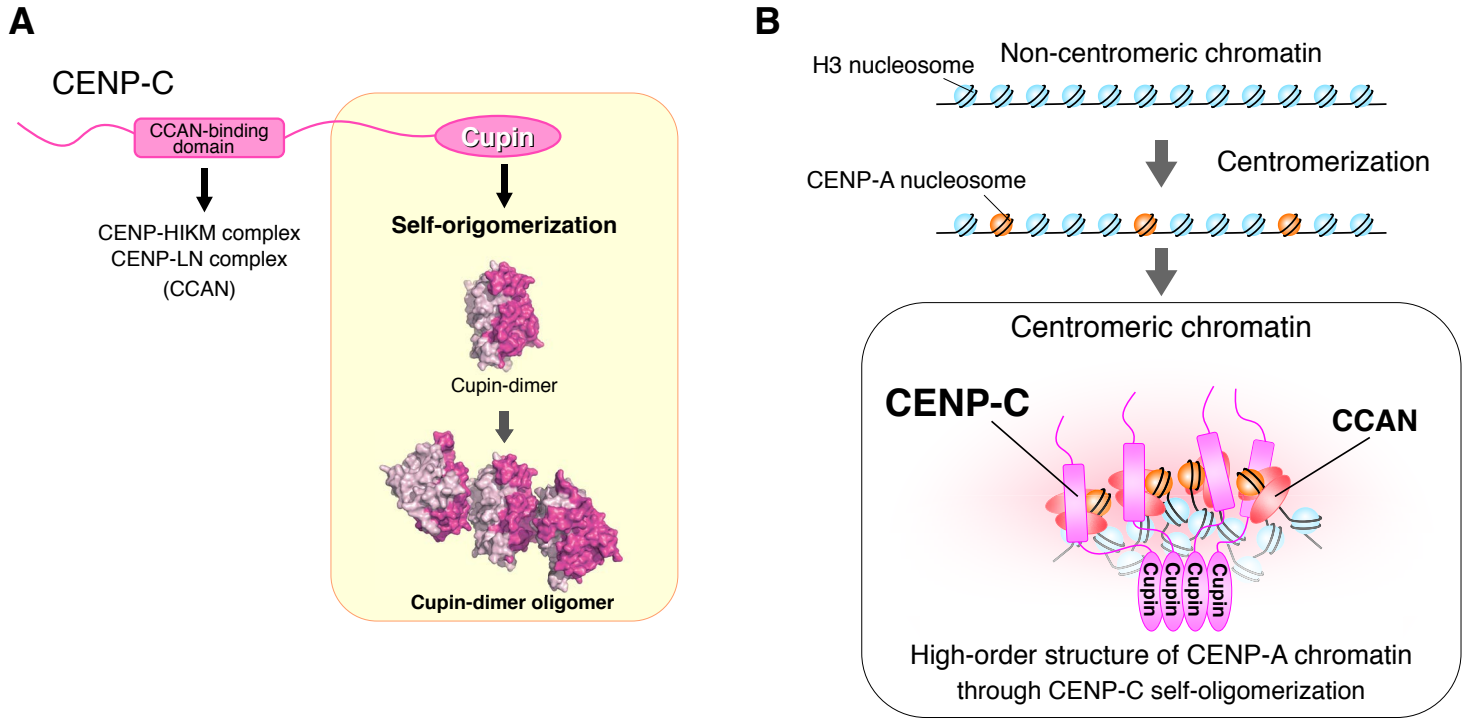 A
CENP-C
CCAN-binding
domain
CENP-HIKM complex
CENP-LN complex
(CCAN)
Cupin
Self-origomerization
Cupin-dimer
Cupin-dimer oligomer
B
Non-centromeric chromatin
H3 nucleosome
Centromerization
CENP-A nucleosome
Centromeric chromatin
CENP-C
CCAN
Cupin
Cupin
Cupin
Cupin
High-order structure of CENP-A chromatin
through CENP-C self-oligomerization